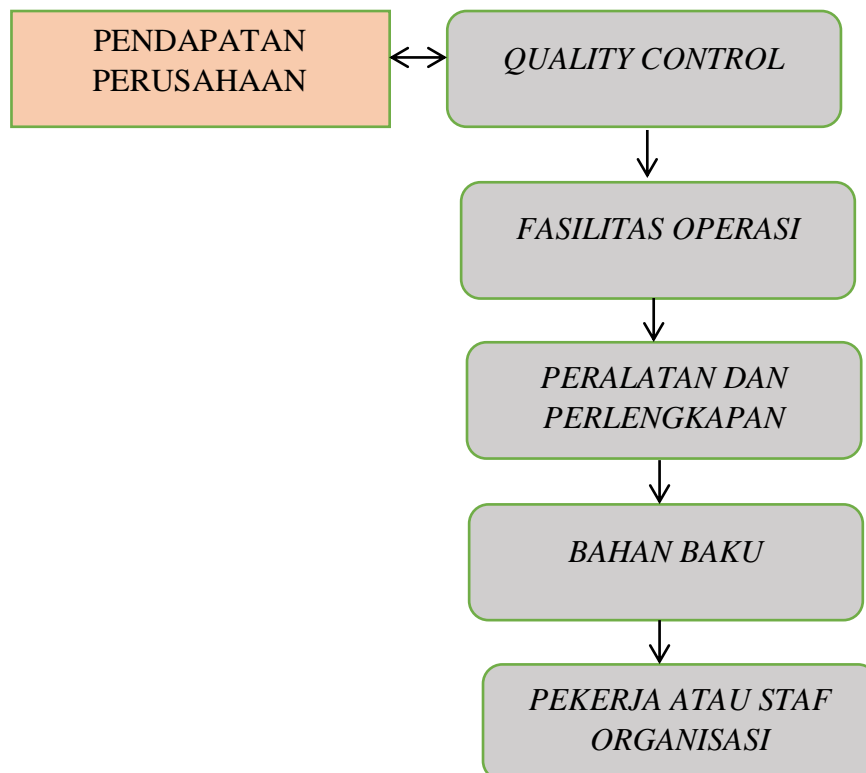 PENDAPATAN
PERUSAHAAN
QUALITY CONTROL
FASILITAS OPERASI
PERALATAN DAN
PERLENGKAPAN
BAHAN BAKU
PEKERJA ATAU STAF
ORGANISASI